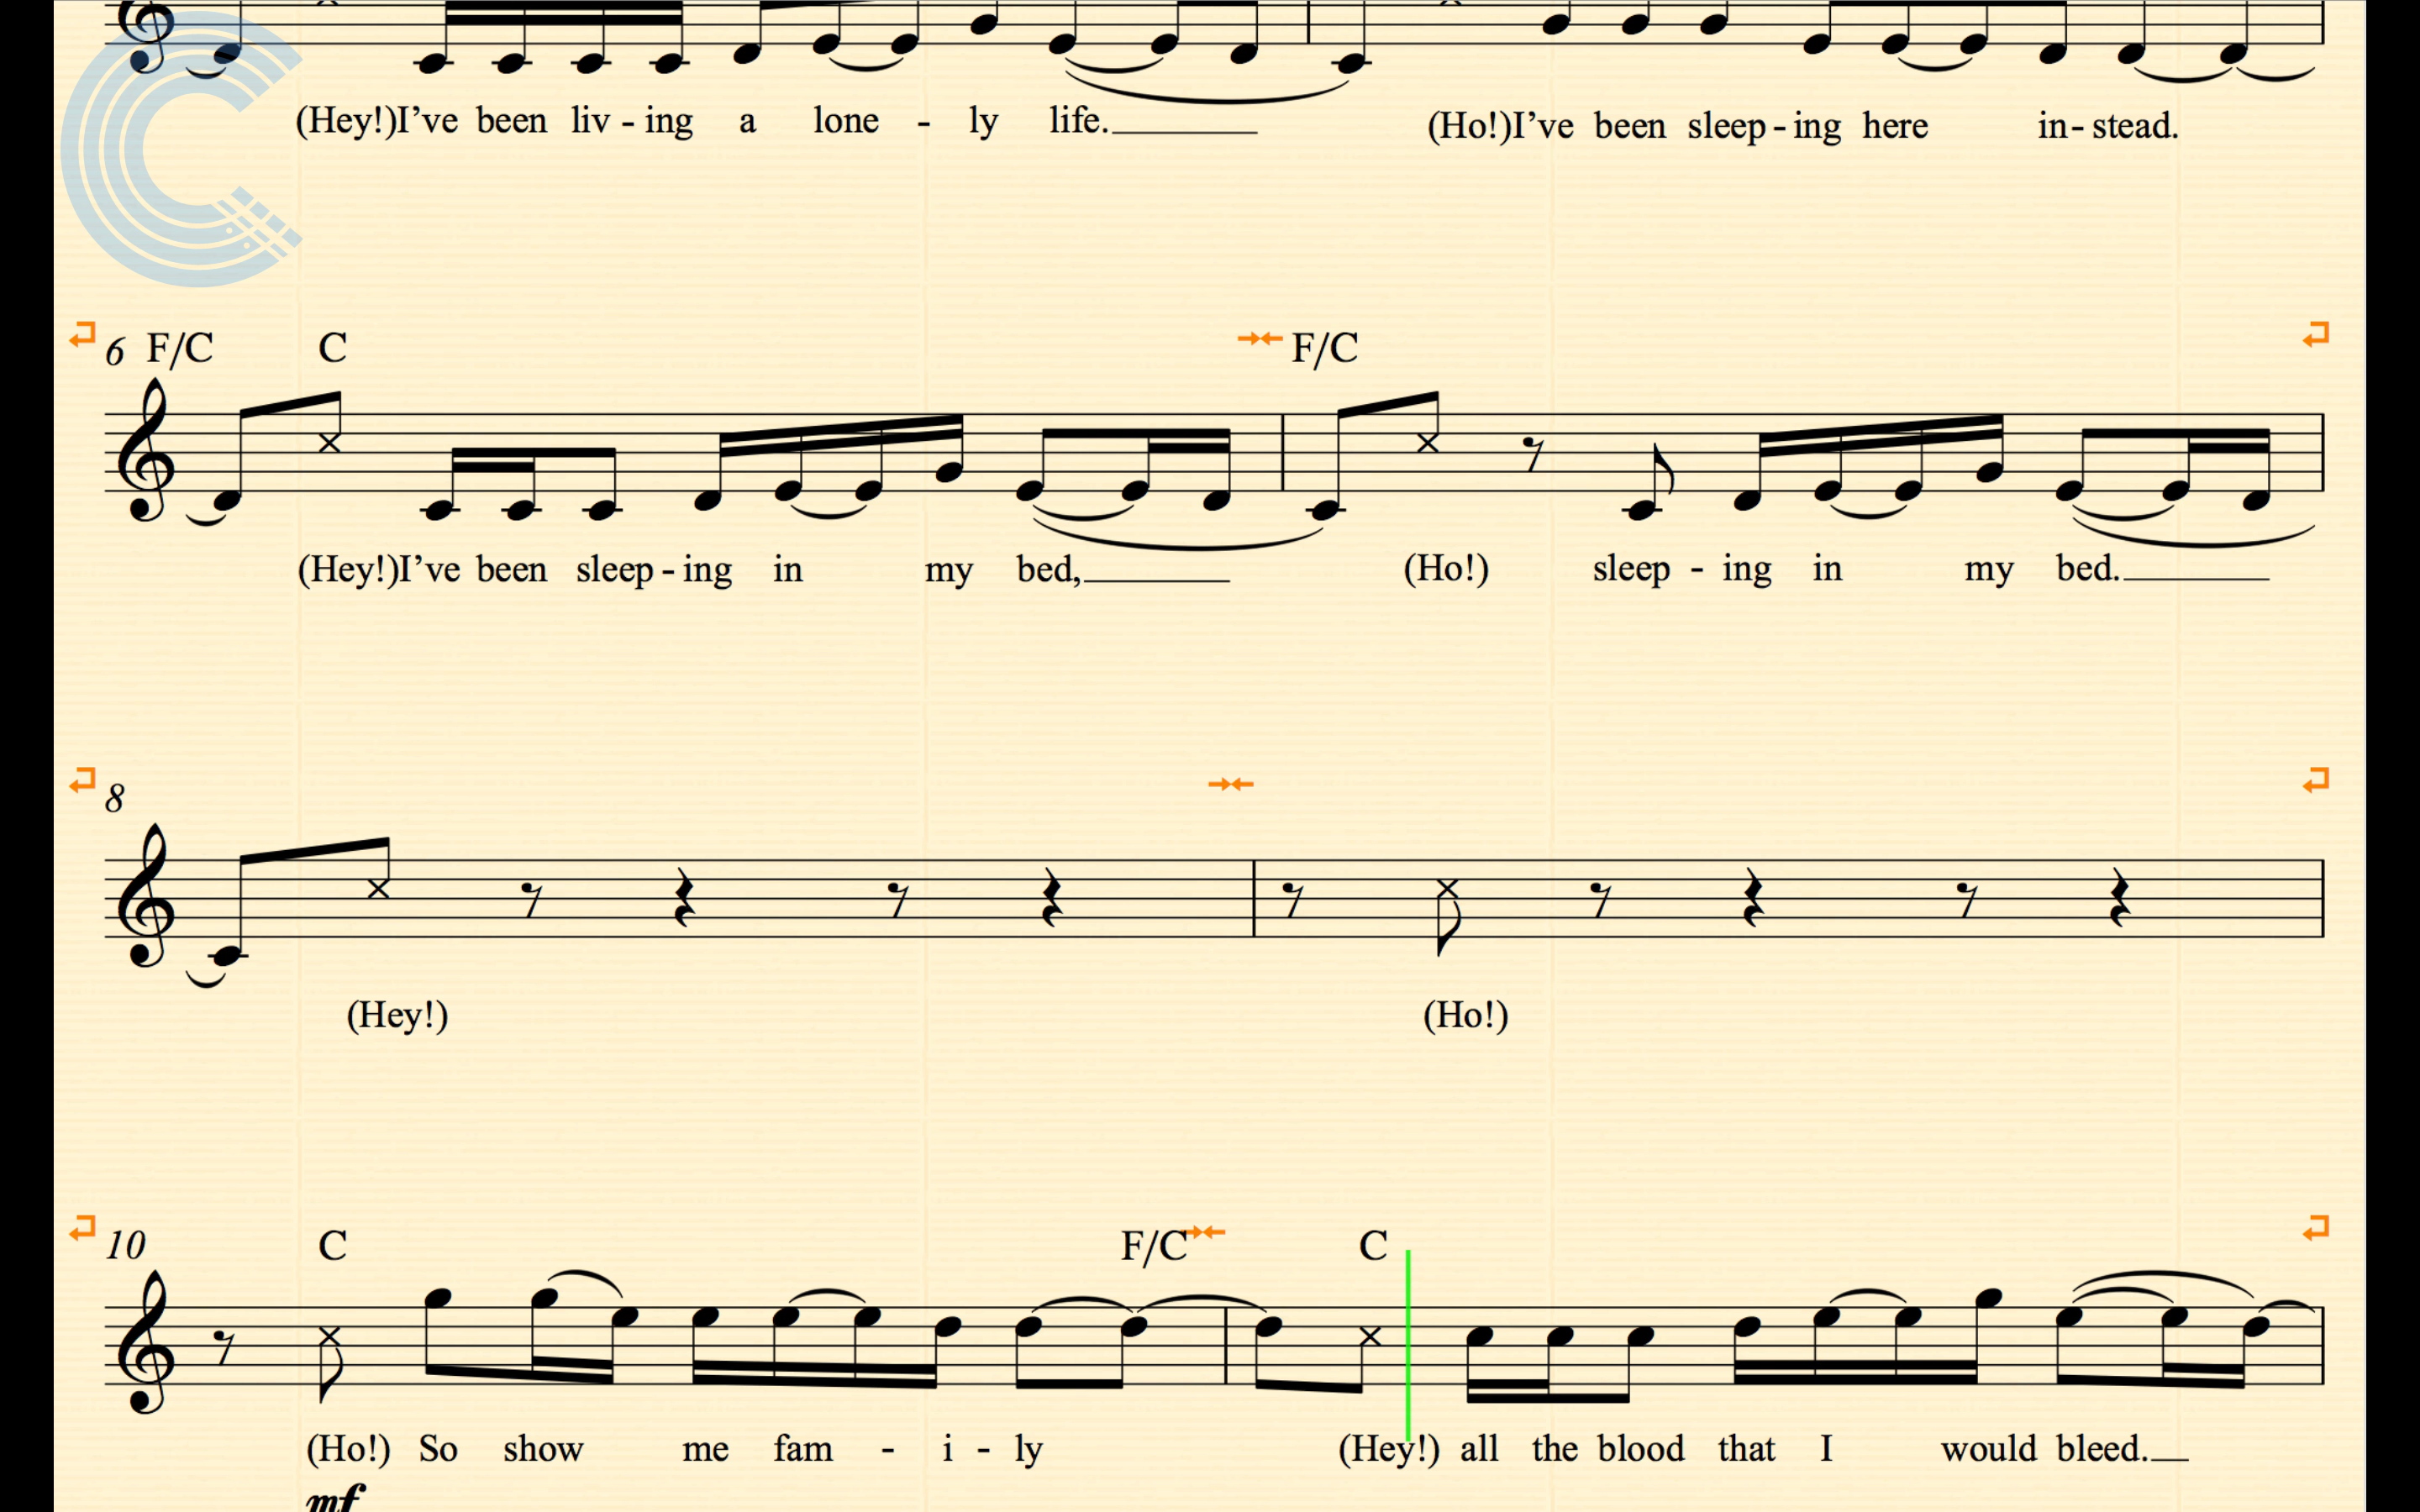 (Hey!)I've been liv - ing a lone - ly life. (Ho!)I've been sleep - ing here in - stead.
6 F/C C F/C
(Hey!)I've been sleep - ing in my bed, (Ho!) sleep - ing in my bed.
8
(Hey!) (Ho!)
10 C F/C C
(Ho!) So show me fam - i - ly (Hey!) all the blood that I would bleed.
mf